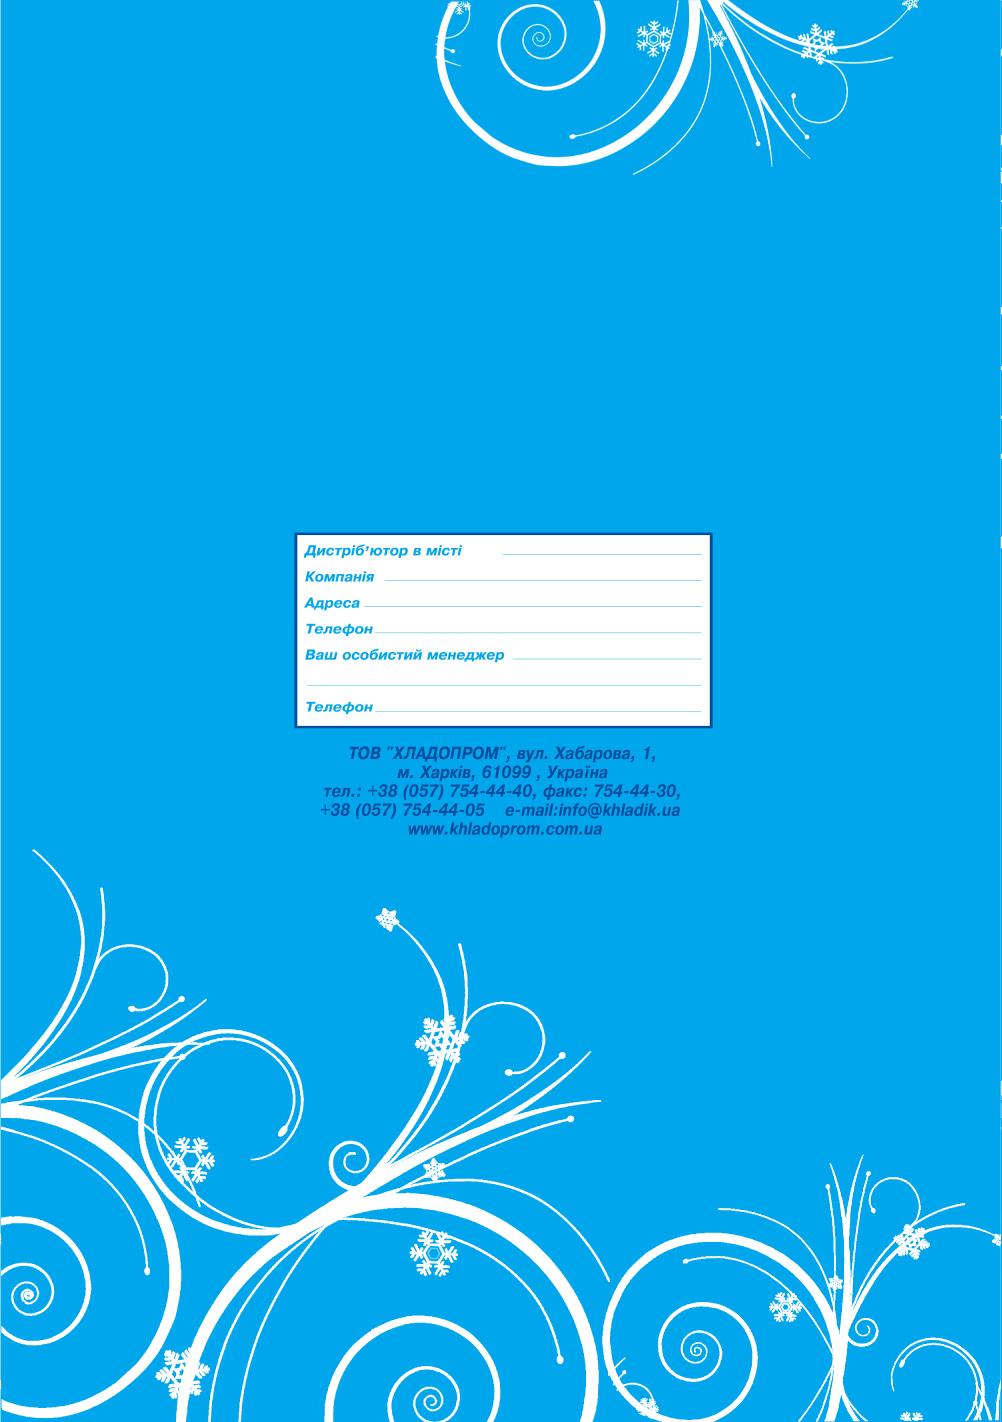 Дистриб’ютор в місті
Компанія
Адреса
Телефон
Ваш особистий менеджер
Телефон
ТОВ "ХЛАДОПРОМ", вул. Хабарова, 1,
м. Харків, 61099 , Україна
тел.: +38 (057) 754-44-40, факс: 754-44-30,
+38 (057) 754-44-05 e-mail:info@khladik.ua
www.khladoprom.com.ua